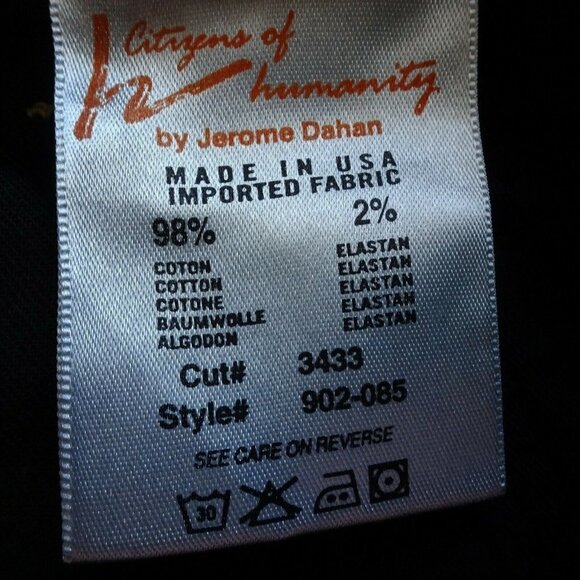 Citizens of
humanity
by Jerome Dahan
MADE IN USA
IMPORTED FABRIC
98% 2%
COTON ELASTAN
COTTON ELASTAN
COTONE ELASTAN
BAUMWOLLE ELASTAN
ALGODON ELASTAN
Cut# 3433
Style# 902-085
SEE CARE ON REVERSE
30